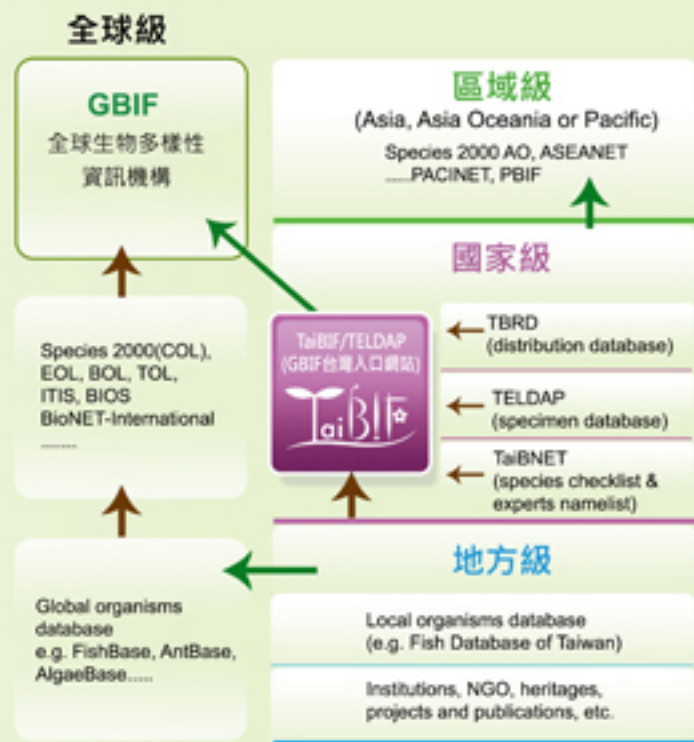 全球級
GBIF
全球生物多樣性
資訊機構
Species 2000(COL),
EOL, BOL, TOL,
ITIS, BIOS
BioNET-International
........
Global organisms
database
e.g. FishBase, AntBase,
AlgaeBase.....
區域級
(Asia, Asia Oceania or Pacific)
Species 2000 AO, ASEANET
.....PACINET, PBIF
國家級
TaiBIF/TELDAP
(GBIF台灣入口網站)
TaiBIF
TBRD
(distribution database)
TELDAP
(specimen database)
TaiBNET
(species checklist &
experts namelist)
地方級
Local organisms database
(e.g. Fish Database of Taiwan)
Institutions, NGO, heritages,
projects and publications, etc.